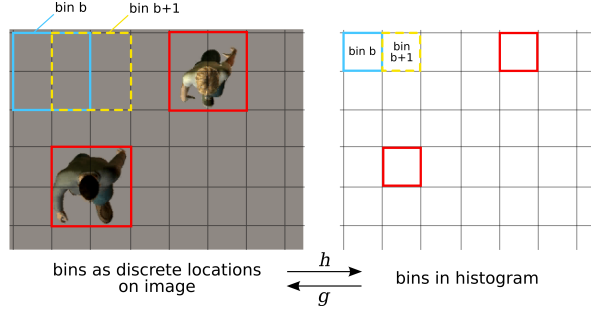 bin b
bin b+1
bin b
bin
b+1
bins as discrete locations
on image
h
g
bins in histogram